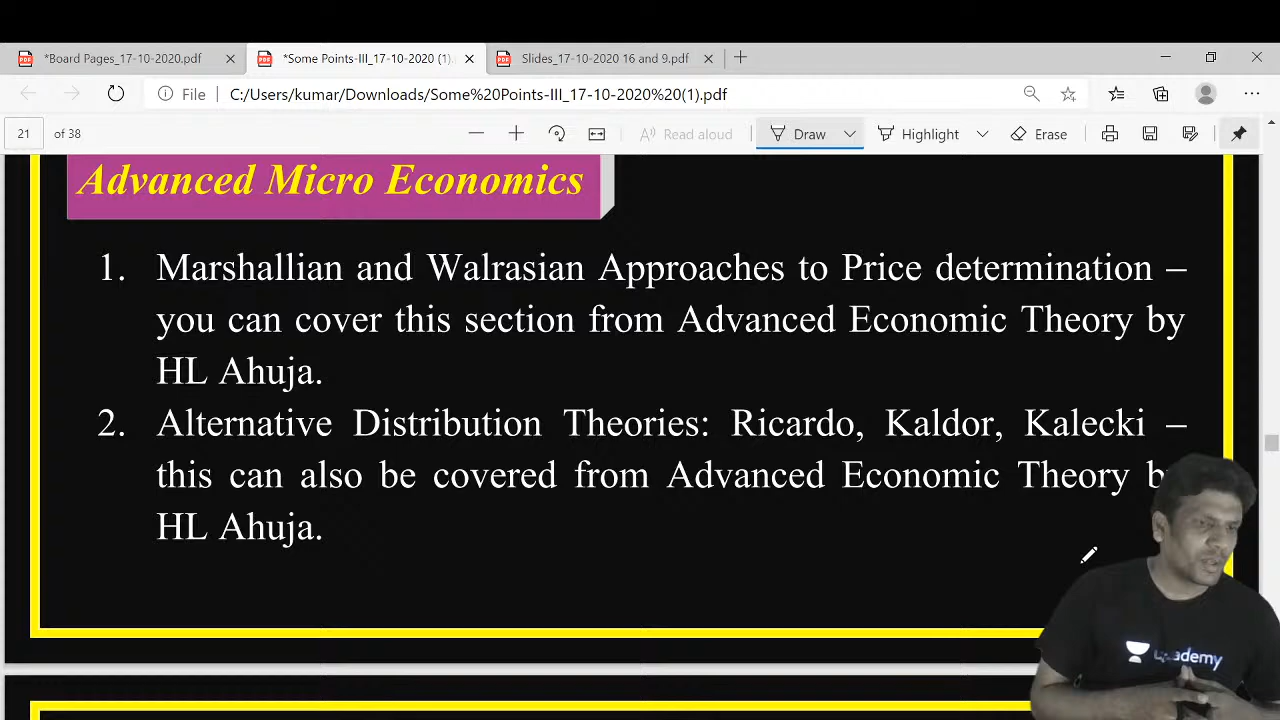 *Board Pages_17-10-2020.pdf
*Some Points-III_17-10-2020 (1).
Slides_17-10-2020 16 and 9.pdf
File
C:/Users/kumar/Downloads/Some%20Points-III_17-10-2020%20(1).pdf
21 of 38
Read aloud
Draw
Highlight
Erase
Advanced Micro Economics
1. Marshallian and Walrasian Approaches to Price determination –
you can cover this section from Advanced Economic Theory by
HL Ahuja.
2. Alternative Distribution Theories: Ricardo, Kaldor, Kalecki –
this can also be covered from Advanced Economic Theory
HL Ahuja.